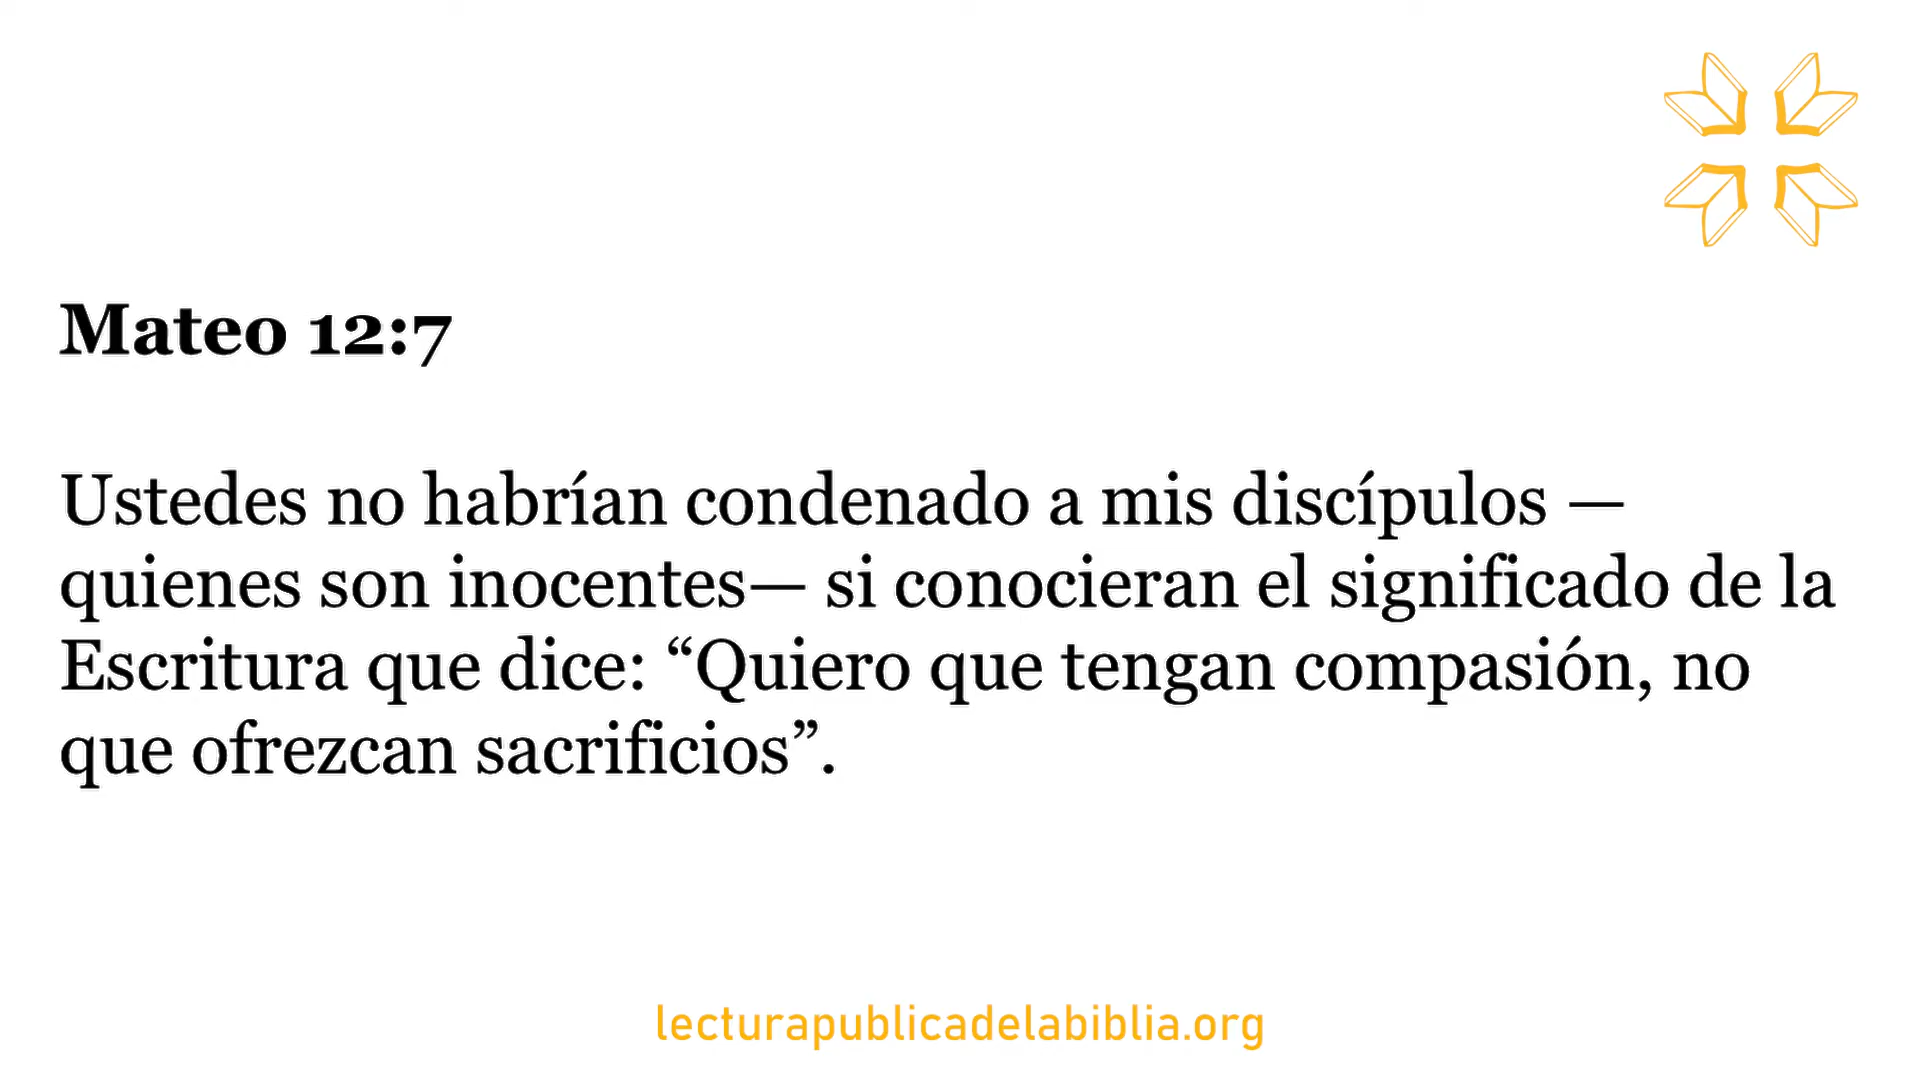 Mateo 12:7
Ustedes no habrían condenado a mis discípulos —
quienes son inocentes— si conocieran el significado de la
Escritura que dice: “Quiero que tengan compasión, no
que ofrezcan sacrificios”.
lecturapublicadelabiblia.org